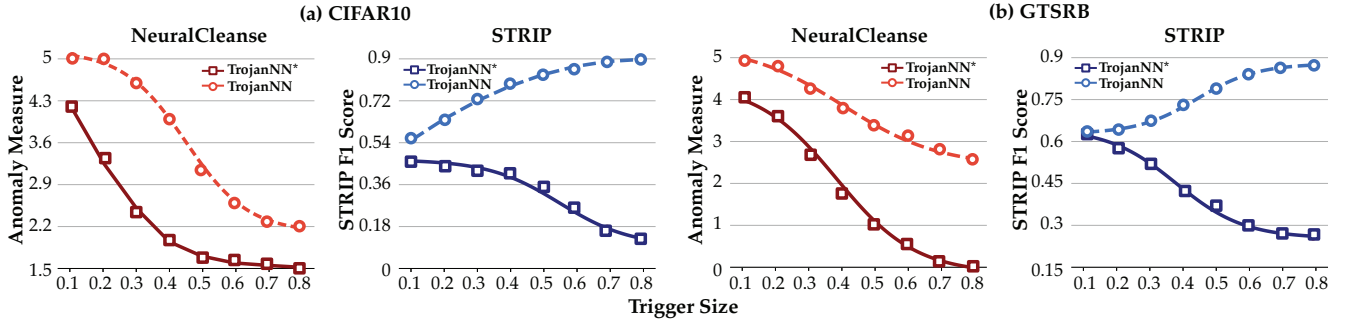 (a) CIFAR10
(b) GTSRB
NeuralCleanse
Anomaly Measure
5
4.3
3.6
2.9
2.2
1.5
TrojanNN*
TrojanNN
0.1 0.2 0.3 0.4 0.5 0.6 0.7 0.8
STRIP
STRIP F1 Score
0.9
0.72
0.54
0.36
0.18
0
TrojanNN*
TrojanNN
0.1 0.2 0.3 0.4 0.5 0.6 0.7 0.8
NeuralCleanse
Anomaly Measure
5
4
3
2
1
0
TrojanNN*
TrojanNN
0.1 0.2 0.3 0.4 0.5 0.6 0.7 0.8
STRIP
STRIP F1 Score
0.9
0.75
0.6
0.45
0.3
0.15
TrojanNN*
TrojanNN
0.1 0.2 0.3 0.4 0.5 0.6 0.7 0.8
Trigger Size